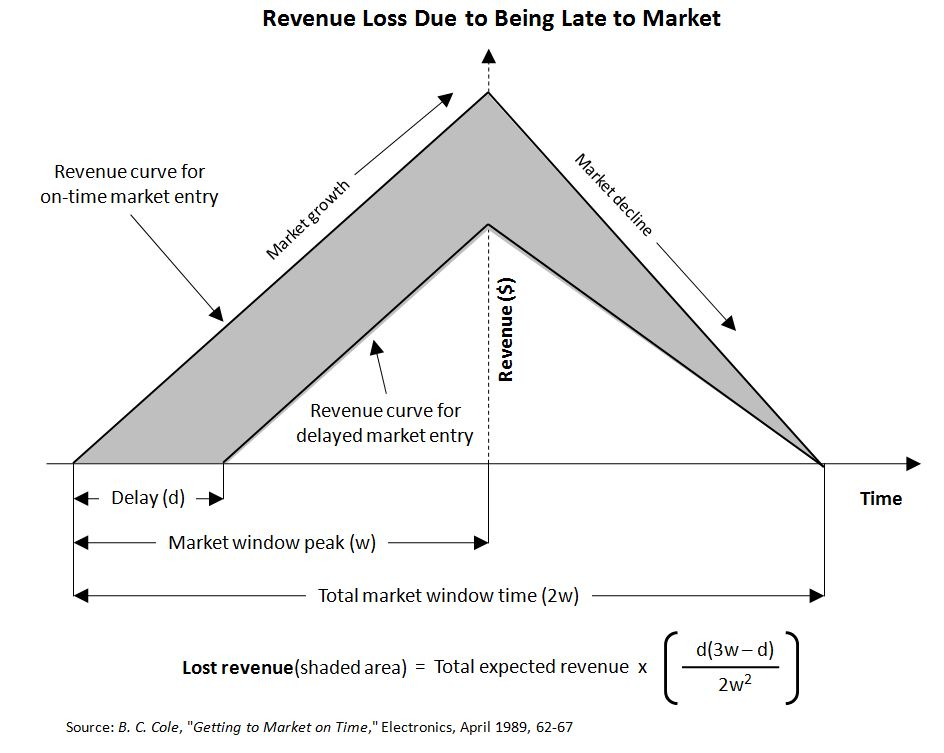 Revenue Loss Due to Being Late to Market
Revenue curve for
on-time market entry
Market growth
Market decline
Revenue ($)
Revenue curve for
delayed market entry
Delay (d)
Time
Market window peak (w)
Total market window time (2w)
Lost revenue(shaded area) = Total expected revenue x ( d(3w – d) / 2w² )
Source: B. C. Cole, "Getting to Market on Time," Electronics, April 1989, 62-67